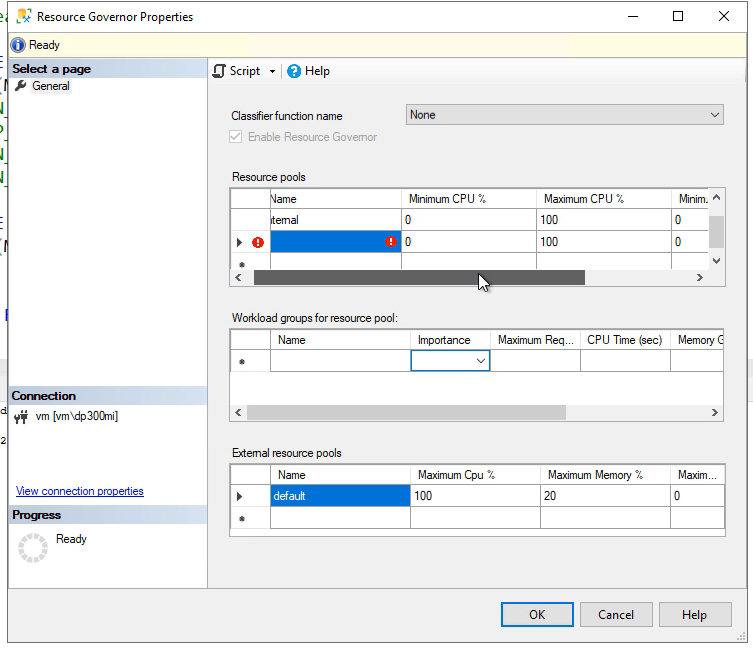 Resource Governor Properties
Ready
Select a page
General
Script
Help
Classifier function name
None
Enable Resource Governor
Resource pools
Name Minimum CPU % Maximum CPU % Minim.
ternal 0 100 0
0 100 0
Workload groups for resource pool:
Name Importance Maximum Req... CPU Time (sec) Memory G
External resource pools
Name Maximum Cpu % Maximum Memory % Maxim...
default 100 20 0
Connection
vm [vm\dp300mi]
View connection properties
Progress
Ready
OK Cancel Help